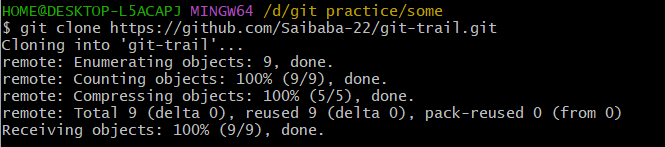 HOME@DESKTOP-L5ACAPJ MINGW64 /d/git practice/some
$ git clone https://github.com/Saibaba-22/git-trail.git
Cloning into 'git-trail'...
remote: Enumerating objects: 9, done.
remote: Counting objects: 100% (9/9), done.
remote: Compressing objects: 100% (5/5), done.
remote: Total 9 (delta 0), reused 9 (delta 0), pack-reused 0 (from 0)
Receiving objects: 100% (9/9), done.